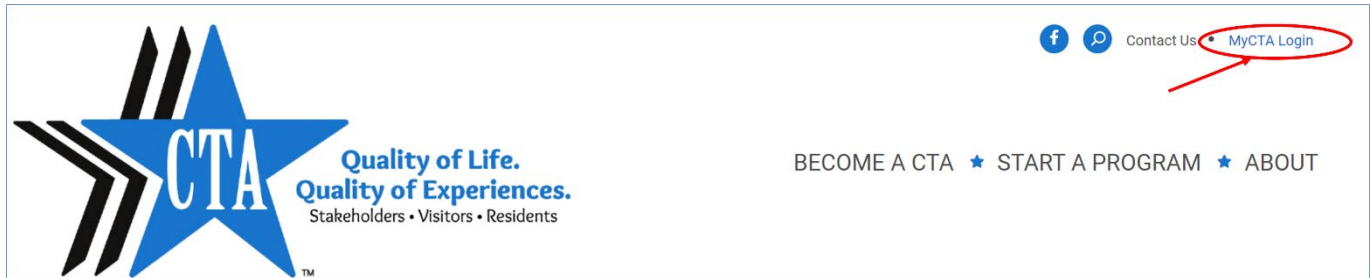 Contact Us • MyCTA Login
CTA
Quality of Life.
Quality of Experiences.
Stakeholders • Visitors • Residents
TM
BECOME A CTA ★ START A PROGRAM ★ ABOUT